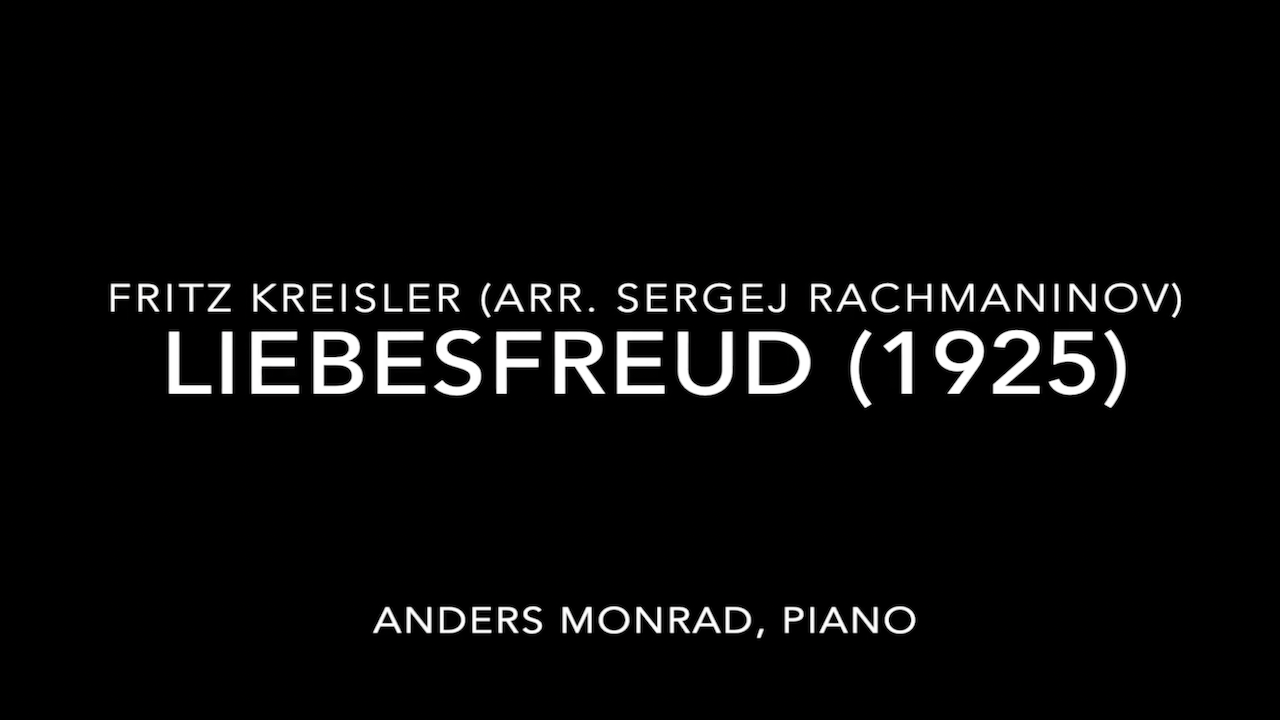 FRITZ KREISLER (ARR. SERGEJ RACHMANINOV)
LIEBESFREUD (1925)
ANDERS MONRAD, PIANO